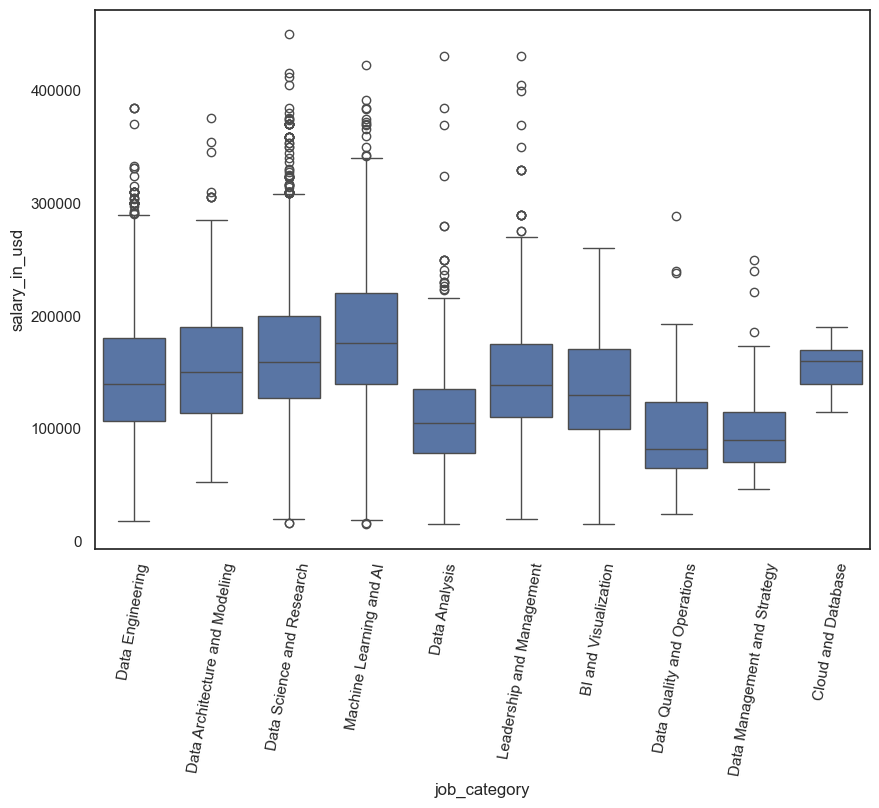 400000
300000
200000
100000
0
salary_in_usd
Data Engineering
Data Architecture and Modeling
Data Science and Research
Machine Learning and AI
Data Analysis
Leadership and Management
BI and Visualization
Data Quality and Operations
Data Management and Strategy
Cloud and Database
job_category